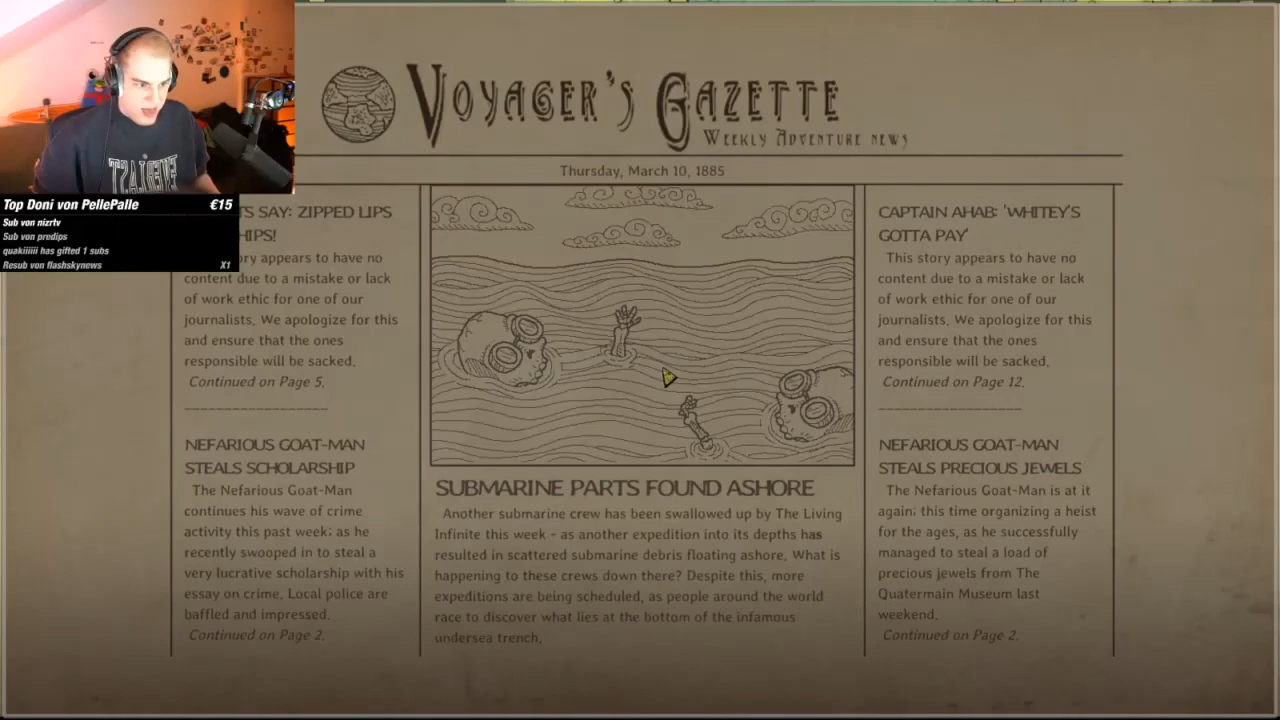 VOYAGER'S GAZETTE
WEEKLY ADVENTURE NEWS
Thursday, March 10, 1885
Top Doni von PellePalle €15
Sub von nizrtv
Sub von predips
quakiiiiii has gifted 1 subs
Resub von flashskynews X1
SAY: ZIPPED LIPS
This story appears to have no
content due to a mistake or lack
of work ethic for one of our
journalists. We apologize for this
and ensure that the ones
responsible will be sacked.
Continued on Page 5.
NEFARIOUS GOAT-MAN
STEALS SCHOLARSHIP
The Nefarious Goat-Man
continues his wave of crime
activity this past week; as he
recently swooped in to steal a
very lucrative scholarship with his
essay on crime. Local police are
baffled and impressed.
Continued on Page 2.
SUBMARINE PARTS FOUND ASHORE
Another submarine crew has been swallowed up by The Living
Infinite this week - as another expedition into its depths has
resulted in scattered submarine debris floating ashore. What is
happening to these crews down there? Despite this, more
expeditions are being scheduled, as people around the world
race to discover what lies at the bottom of the infamous
undersea trench.
CAPTAIN AHAB: 'WHITEY'S
GOTTA PAY'
This story appears to have no
content due to a mistake or lack
of work ethic for one of our
journalists. We apologize for this
and ensure that the ones
responsible will be sacked.
Continued on Page 12.
NEFARIOUS GOAT-MAN
STEALS PRECIOUS JEWELS
The Nefarious Goat-Man is at it
again; this time organizing a heist
for the ages, as he successfully
managed to steal a load of
precious jewels from The
Quatermain Museum last
weekend.
Continued on Page 2.